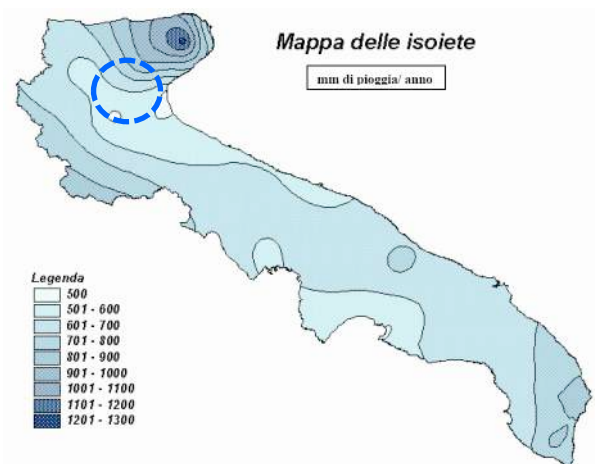 Mappa delle isoiete
mm di pioggia/ anno
Legenda
500
501 - 600
601 - 700
701 - 800
801 - 900
901 - 1000
1001 - 1100
1101 - 1200
1201 - 1300